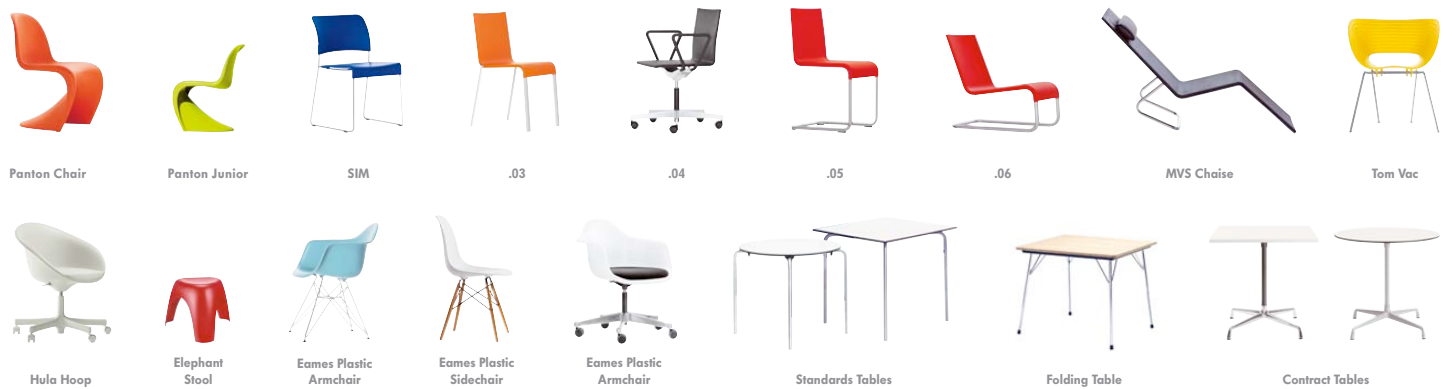 Panton Chair
Panton Junior
SIM
.03
.04
.05
.06
MVS Chaise
Tom Vac
Hula Hoop
Elephant
Stool
Eames Plastic
Armchair
Eames Plastic
Sidechair
Eames Plastic
Armchair
Standards Tables
Folding Table
Contract Tables